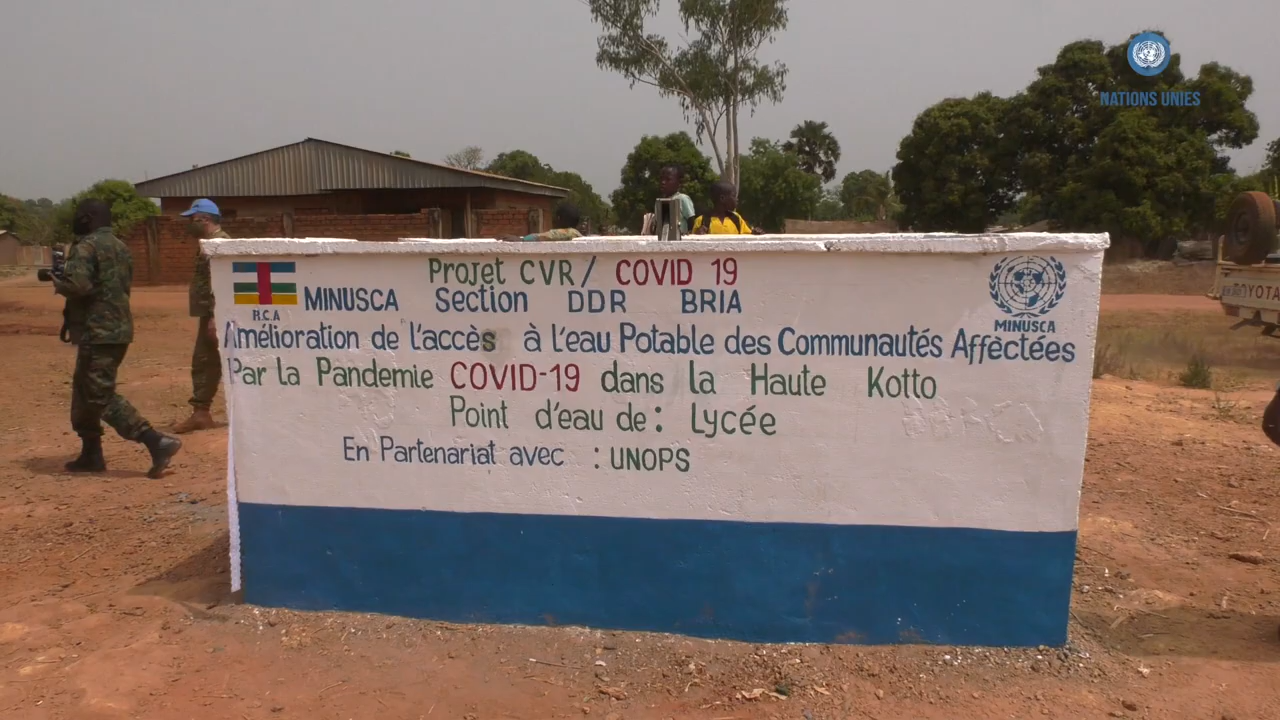 NATIONS UNIES
Projet CVR/ COVID 19
R.C.A
MINUSCA Section DDR BRIA
MINUSCA
Amélioration de l'accès à l'eau Potable des Communautés Affèctées
Par la Pandemie COVID-19 dans la Haute Kotto
Point d'eau de : Lycée
En Partenariat avec : UNOPS
TOYOTA